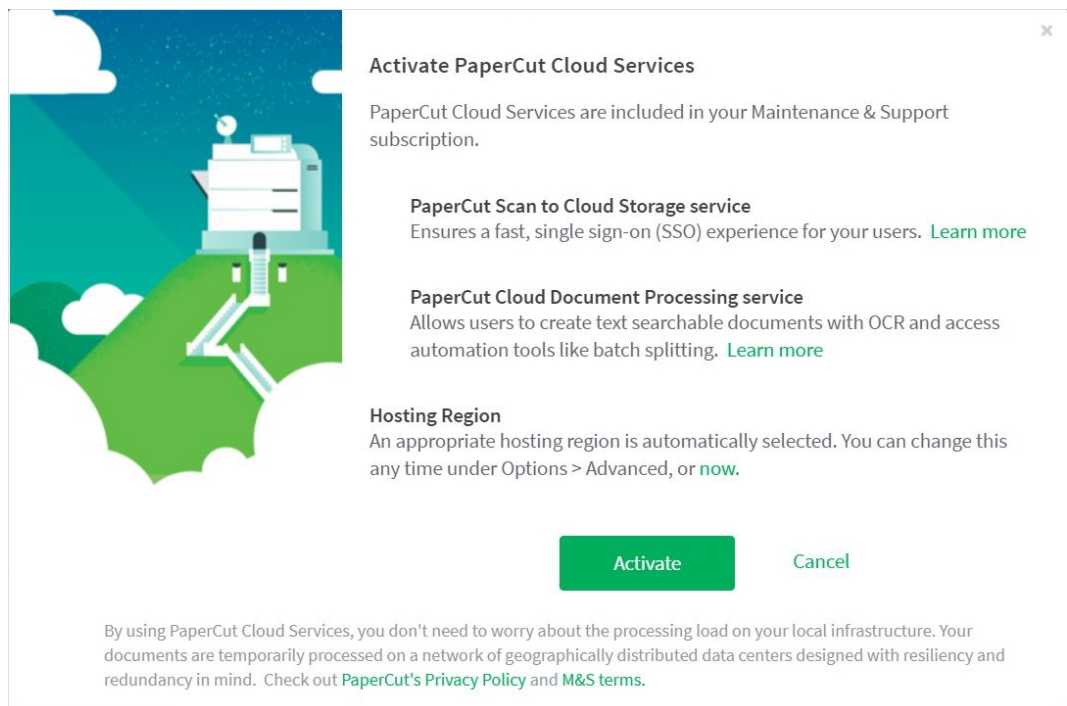 Activate PaperCut Cloud Services
PaperCut Cloud Services are included in your Maintenance & Support
subscription.
PaperCut Scan to Cloud Storage service
Ensures a fast, single sign-on (SSO) experience for your users. Learn more
PaperCut Cloud Document Processing service
Allows users to create text searchable documents with OCR and access
automation tools like batch splitting. Learn more
Hosting Region
An appropriate hosting region is automatically selected. You can change this
any time under Options > Advanced, or now.
Activate Cancel
By using PaperCut Cloud Services, you don't need to worry about the processing load on your local infrastructure. Your
documents are temporarily processed on a network of geographically distributed data centers designed with resiliency and
redundancy in mind. Check out PaperCut's Privacy Policy and M&S terms.